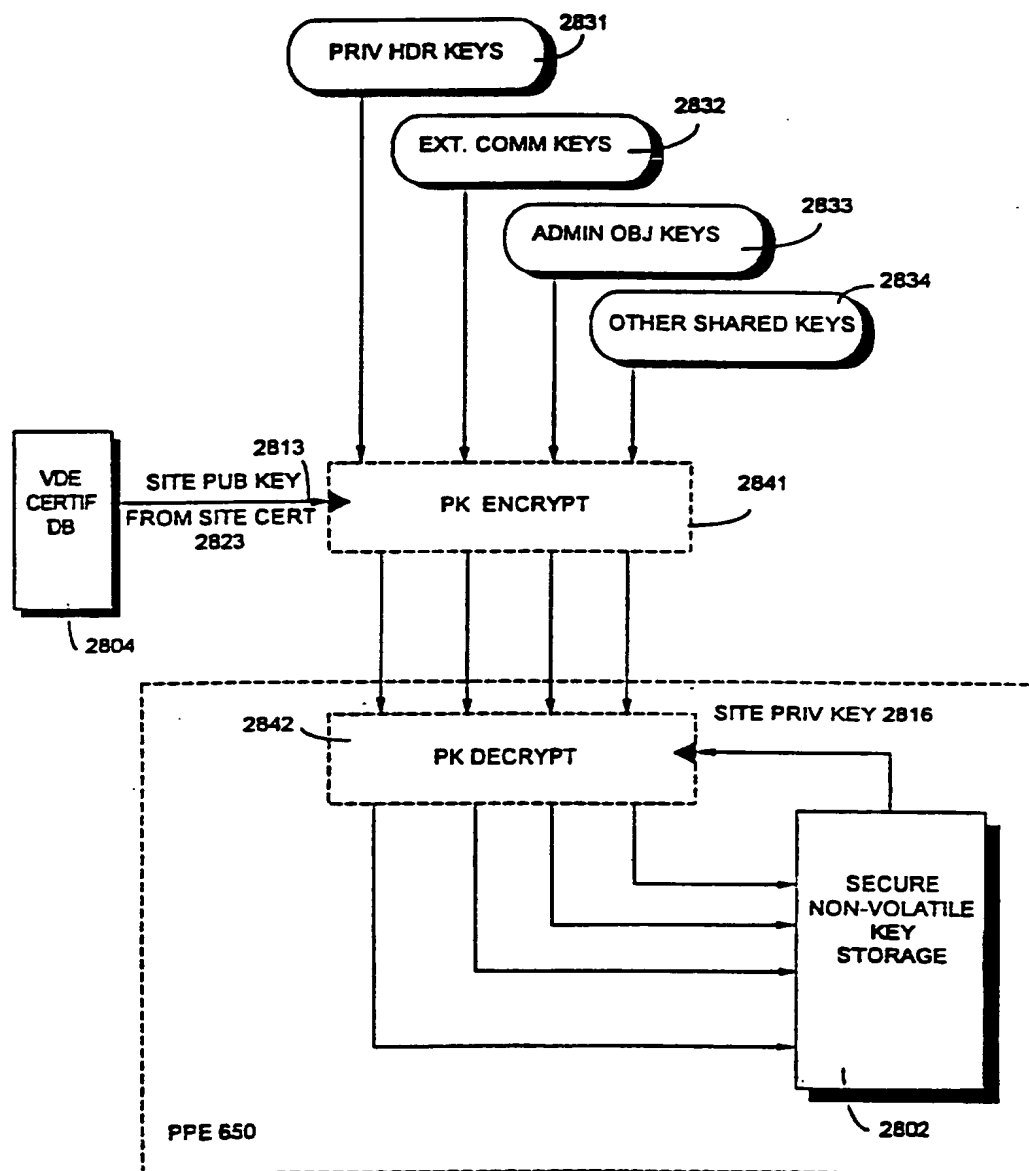 2831
PRIV HDR KEYS
2832
EXT. COMM KEYS
2833
ADMIN OBJ KEYS
2834
OTHER SHARED KEYS
VDE
CERTIF
DB
2804
2813
SITE PUB KEY
FROM SITE CERT
2823
PK ENCRYPT
2841
2842
PK DECRYPT
SITE PRIV KEY 2816
SECURE
NON-VOLATILE
KEY
STORAGE
2802
PPE 650